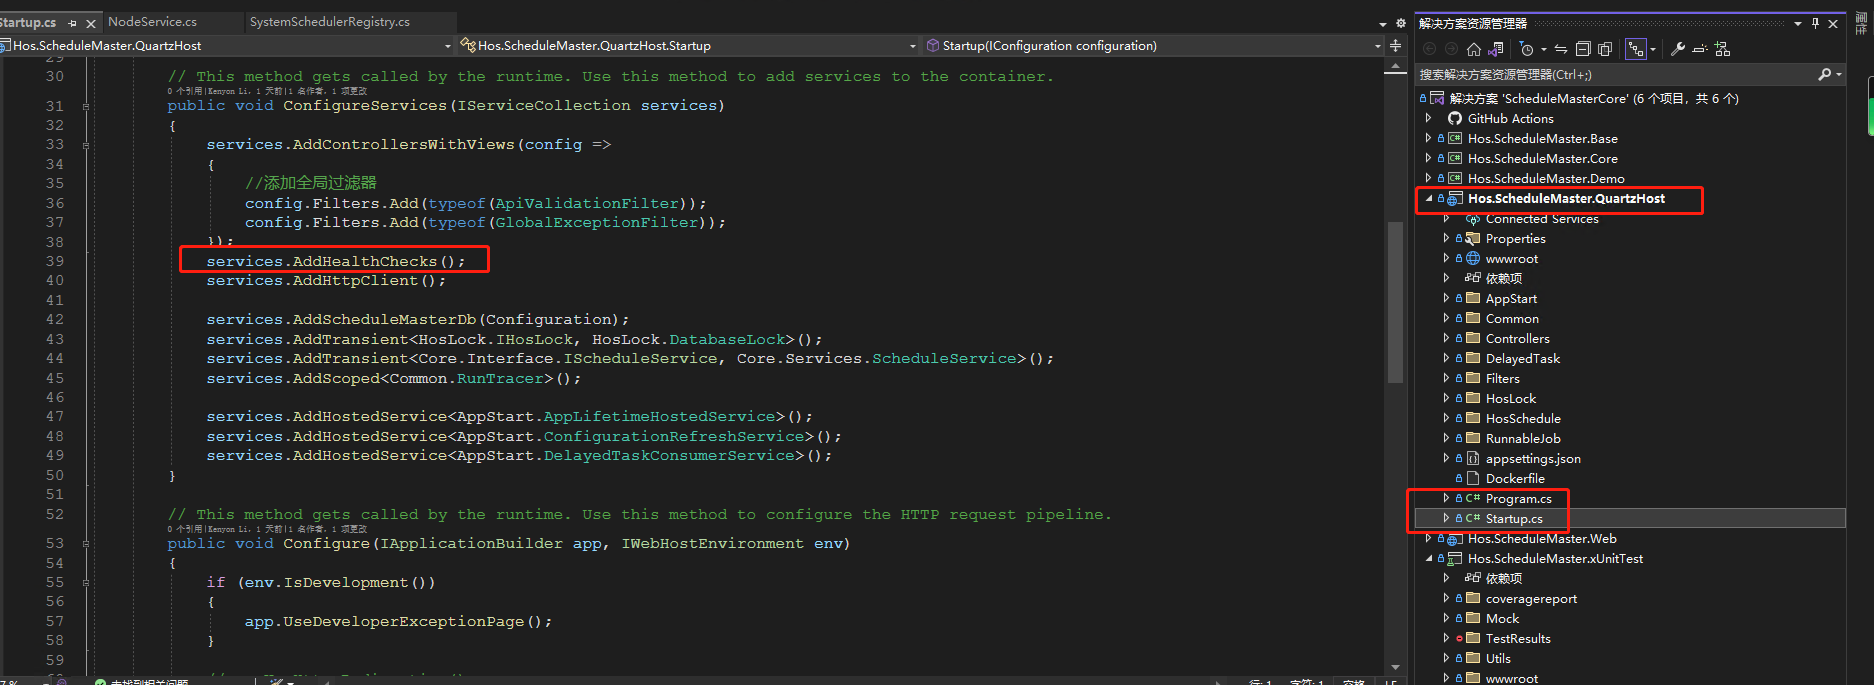 Startup.cs
NodeService.cs
SystemSchedulerRegistry.cs
Hos.ScheduleMaster.QuartzHost
Hos.ScheduleMaster.QuartzHost.Startup
Startup(IConfiguration configuration)
29
30 // This method gets called by the runtime. Use this method to add services to the container.
0 个引用|Kenyon Li，1 天前|1 名作者，1 项更改
31 public void ConfigureServices(IServiceCollection services)
32 {
33 services.AddControllersWithViews(config =>
34 {
35 //添加全局过滤器
36 config.Filters.Add(typeof(ApiValidationFilter));
37 config.Filters.Add(typeof(GlobalExceptionFilter));
38 });
39 services.AddHealthChecks();
40 services.AddHttpClient();
41
42 services.AddScheduleMasterDb(Configuration);
43 services.AddTransient<HosLock.IHosLock, HosLock.DatabaseLock>();
44 services.AddTransient<Core.Interface.IScheduleService, Core.Services.ScheduleService>();
45 services.AddScoped<Common.RunTracer>();
46
47 services.AddHostedService<AppStart.AppLifetimeHostedService>();
48 services.AddHostedService<AppStart.ConfigurationRefreshService>();
49 services.AddHostedService<AppStart.DelayedTaskConsumerService>();
50 }
51
52 // This method gets called by the runtime. Use this method to configure the HTTP request pipeline.
0 个引用|Kenyon Li，1 天前|1 名作者，1 项更改
53 public void Configure(IApplicationBuilder app, IWebHostEnvironment env)
54 {
55 if (env.IsDevelopment())
56 {
57 app.UseDeveloperExceptionPage();
58 }
59
未找到相关问题
行: 1
字符: 1
空格
LF
解决方案资源管理器
搜索解决方案资源管理器(Ctrl+;)
解决方案 'ScheduleMasterCore' (6 个项目，共 6 个)
GitHub Actions
C# Hos.ScheduleMaster.Base
C# Hos.ScheduleMaster.Core
C# Hos.ScheduleMaster.Demo
Hos.ScheduleMaster.QuartzHost
Connected Services
Properties
wwwroot
依赖项
AppStart
Common
Controllers
DelayedTask
Filters
HosLock
HosSchedule
RunnableJob
appsettings.json
Dockerfile
C# Program.cs
C# Startup.cs
Hos.ScheduleMaster.Web
Hos.ScheduleMaster.xUnitTest
依赖项
coveragereport
Mock
TestResults
Utils
wwwroot
属性